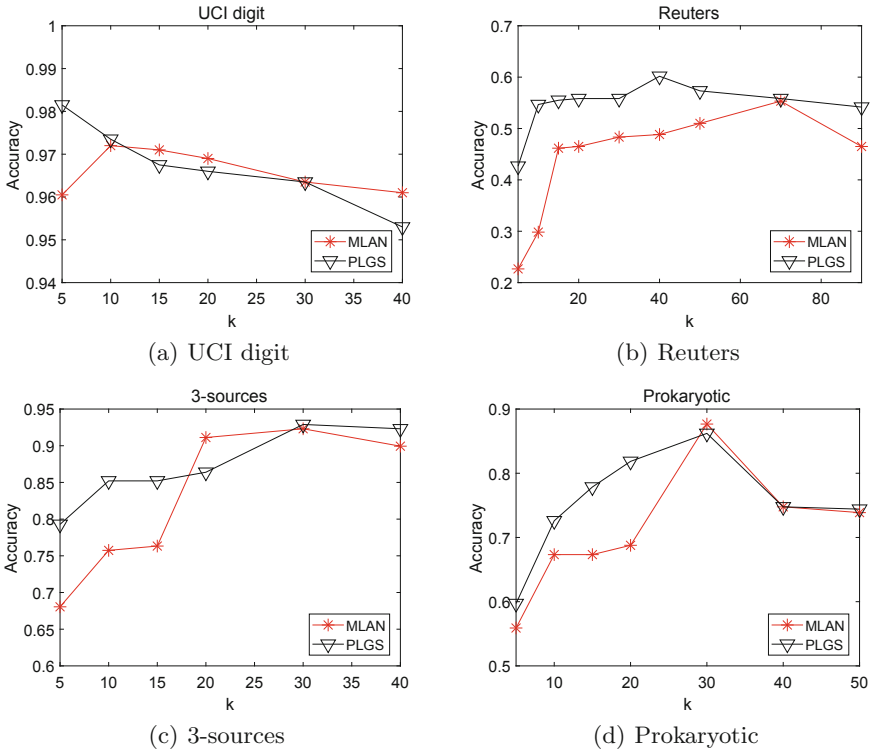 UCI digit
1
0.99
0.98
0.97
0.96
0.95
0.94
Accuracy
5 10 15 20 25 30 35 40
k
MLAN
PLGS
(a) UCI digit
Reuters
0.7
0.6
0.5
0.4
0.3
0.2
Accuracy
20 40 60 80
k
MLAN
PLGS
(b) Reuters
3-sources
0.95
0.9
0.85
0.8
0.75
0.7
0.65
0.6
Accuracy
5 10 15 20 25 30 35 40
k
MLAN
PLGS
(c) 3-sources
Prokaryotic
0.9
0.8
0.7
0.6
0.5
Accuracy
10 20 30 40 50
k
MLAN
PLGS
(d) Prokaryotic